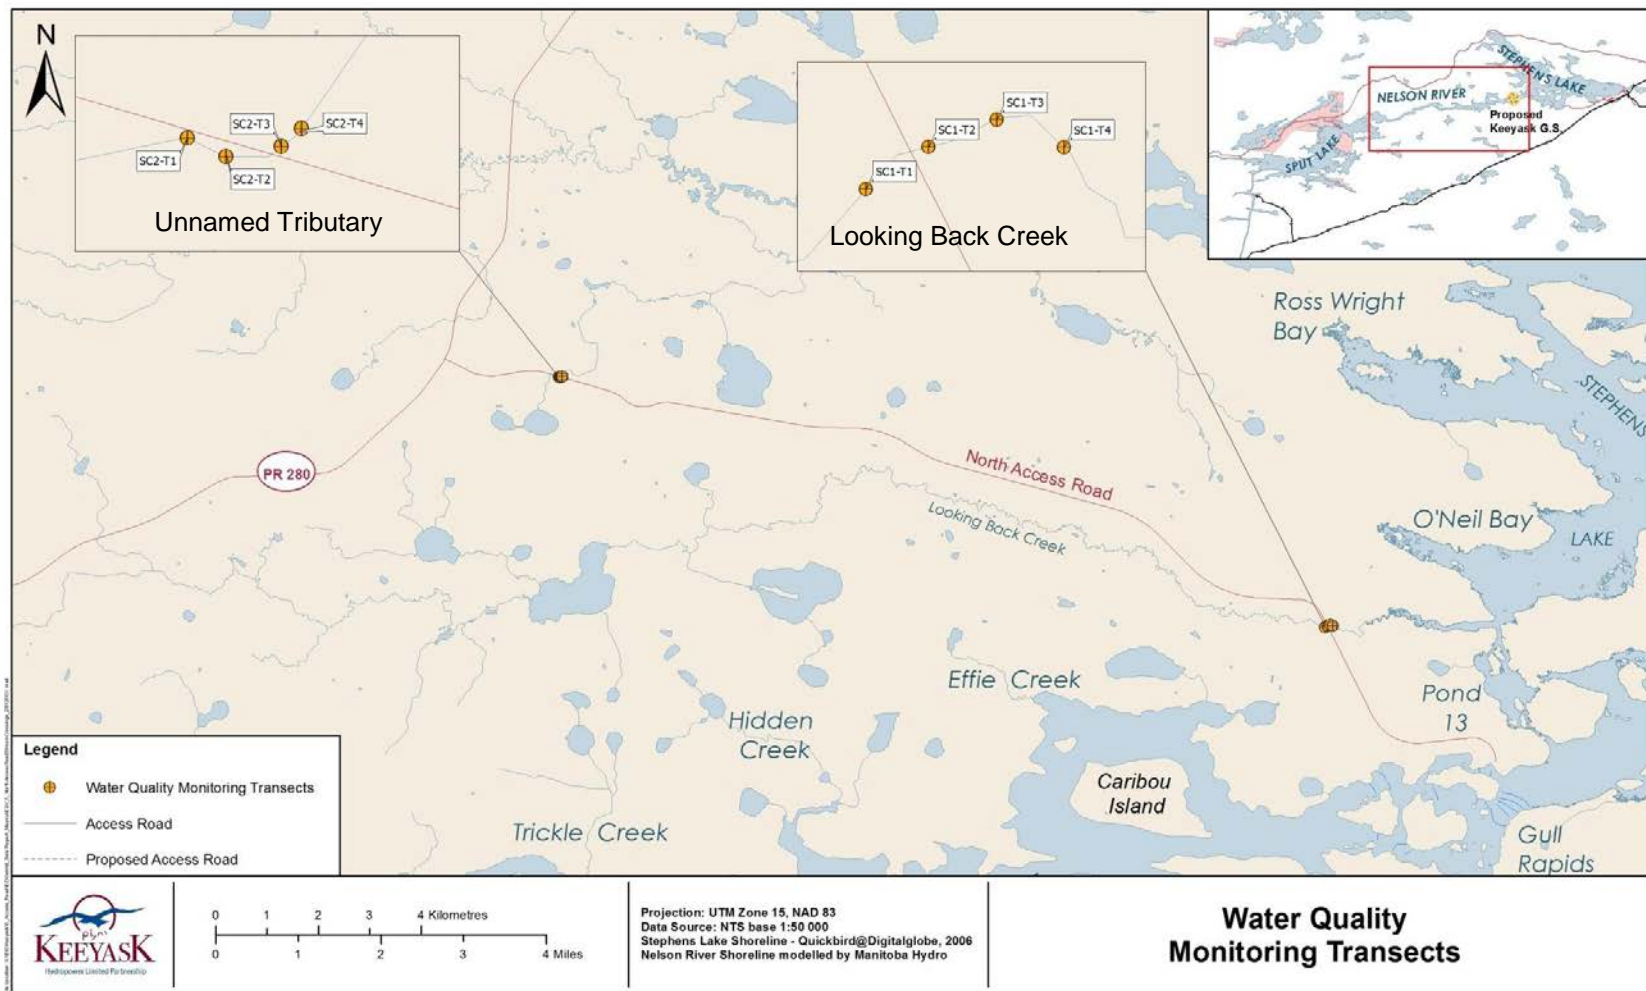 N
SC2-T3
SC2-T4
SC2-T1
SC2-T2
Unnamed Tributary
SC1-T3
SC1-T2
SC1-T4
SC1-T1
Looking Back Creek
STEPHENS LAKE
NELSON RIVER
Proposed
Keeyask G.S.
SPLIT LAKE
Ross Wright
Bay
STEPHENS
PR 280
North Access Road
Looking Back Creek
O'Neil Bay
LAKE
Effie Creek
Pond
13
Hidden
Creek
Caribou
Island
Trickle Creek
Gull
Rapids
Legend
Water Quality Monitoring Transects
Access Road
Proposed Access Road
KEEYASK
Hydropower Limited Partnership
0 1 2 3 4 Kilometres
0 1 2 3 4 Miles
Projection: UTM Zone 15, NAD 83
Data Source: NTS base 1:50 000
Stephens Lake Shoreline - Quickbird@Digitalglobe, 2006
Nelson River Shoreline modelled by Manitoba Hydro
Water Quality
Monitoring Transects